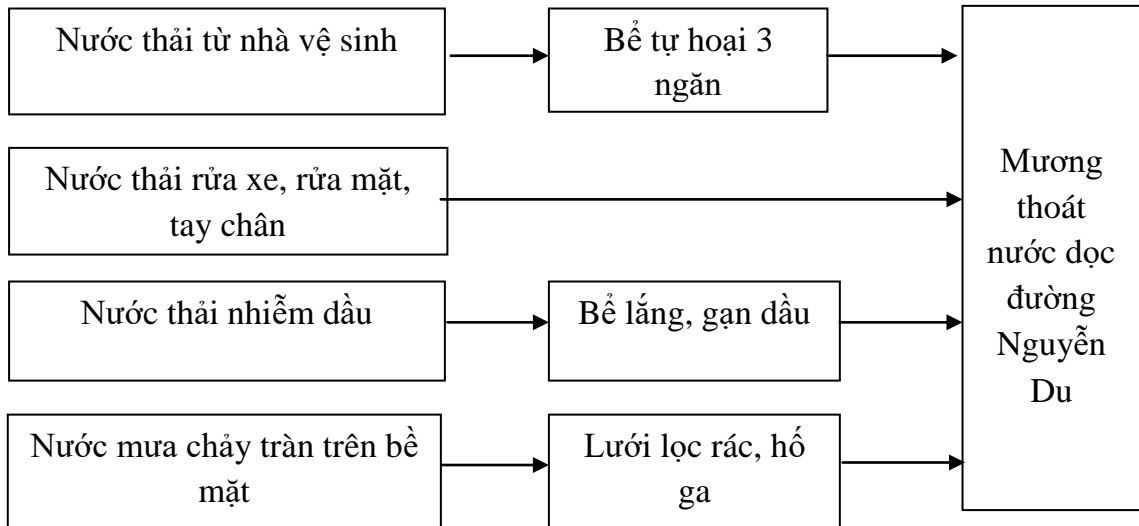 Nước thải từ nhà vệ sinh
Bể tự hoại 3
ngăn
Nước thải rửa xe, rửa mặt,
tay chân
Nước thải nhiễm dầu
Bể lắng, gạn dầu
Nước mưa chảy tràn trên bề
mặt
Lưới lọc rác, hố
ga
Mương
thoát
nước dọc
đường
Nguyễn
Du